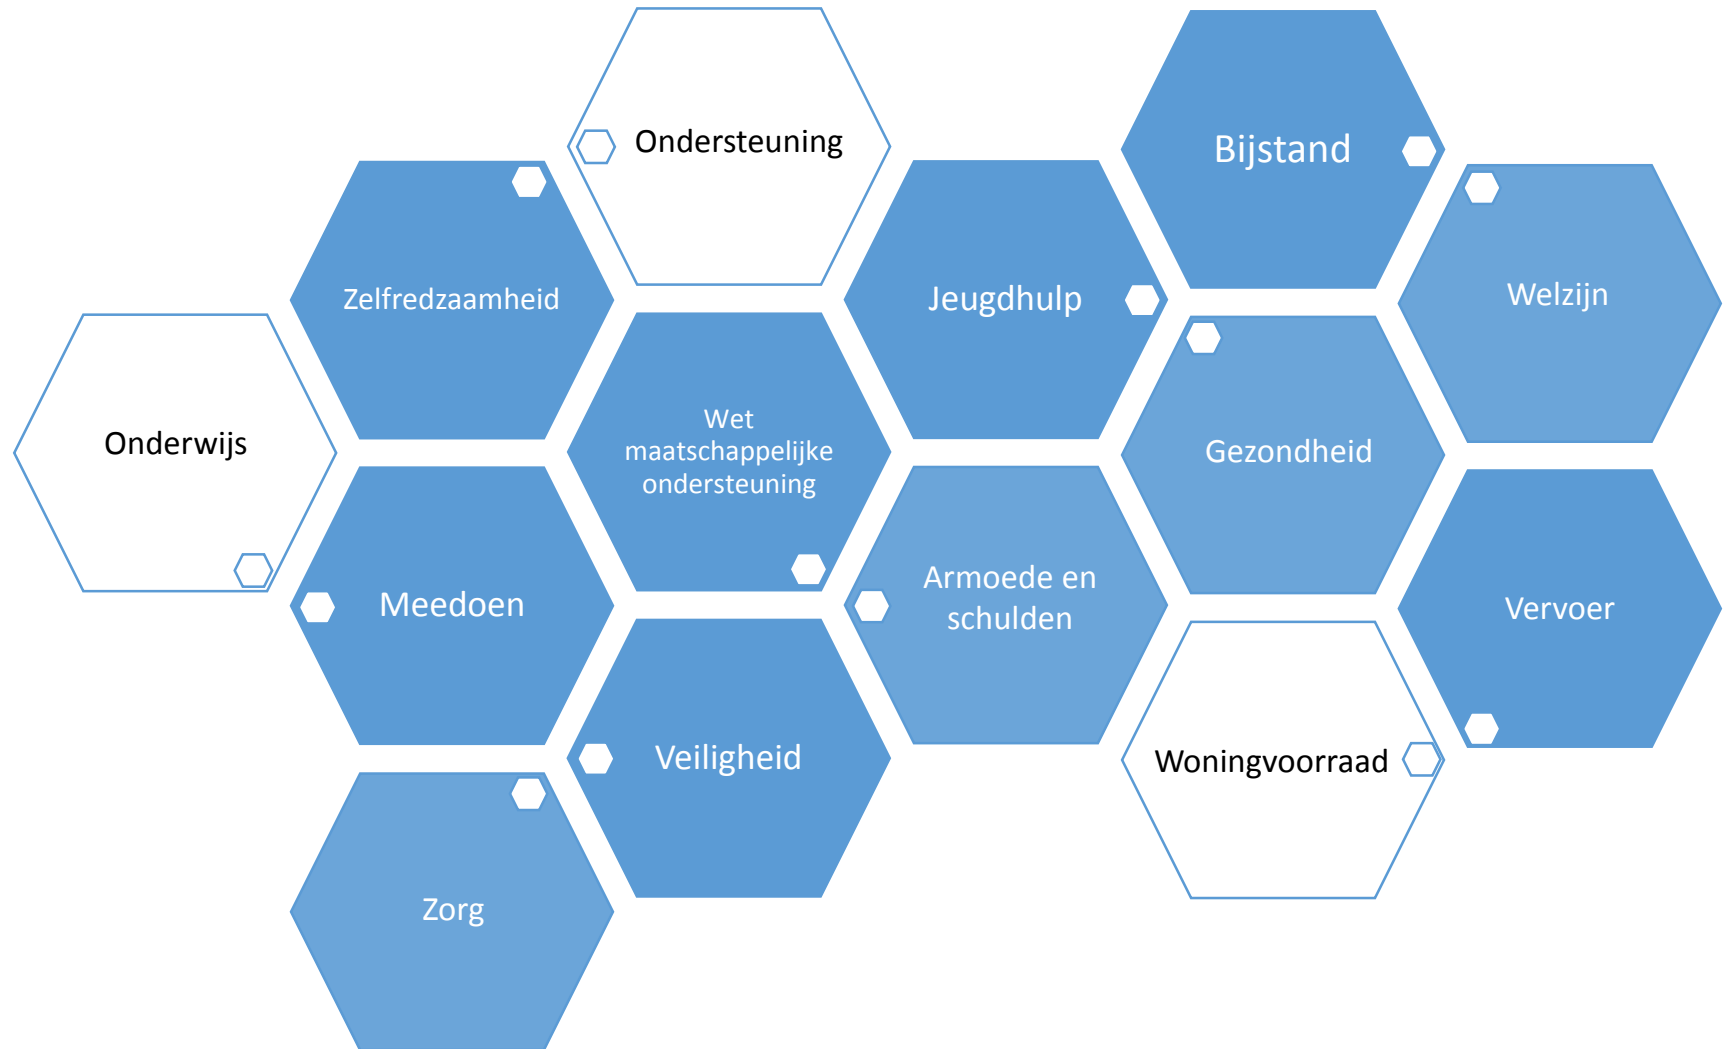 Ondersteuning
Bijstand
Zelfredzaamheid
Jeugdhulp
Welzijn
Onderwijs
Wet
maatschappelijke
ondersteuning
Gezondheid
Meedoen
Armoede en
schulden
Vervoer
Veiligheid
Woningvoorraad
Zorg